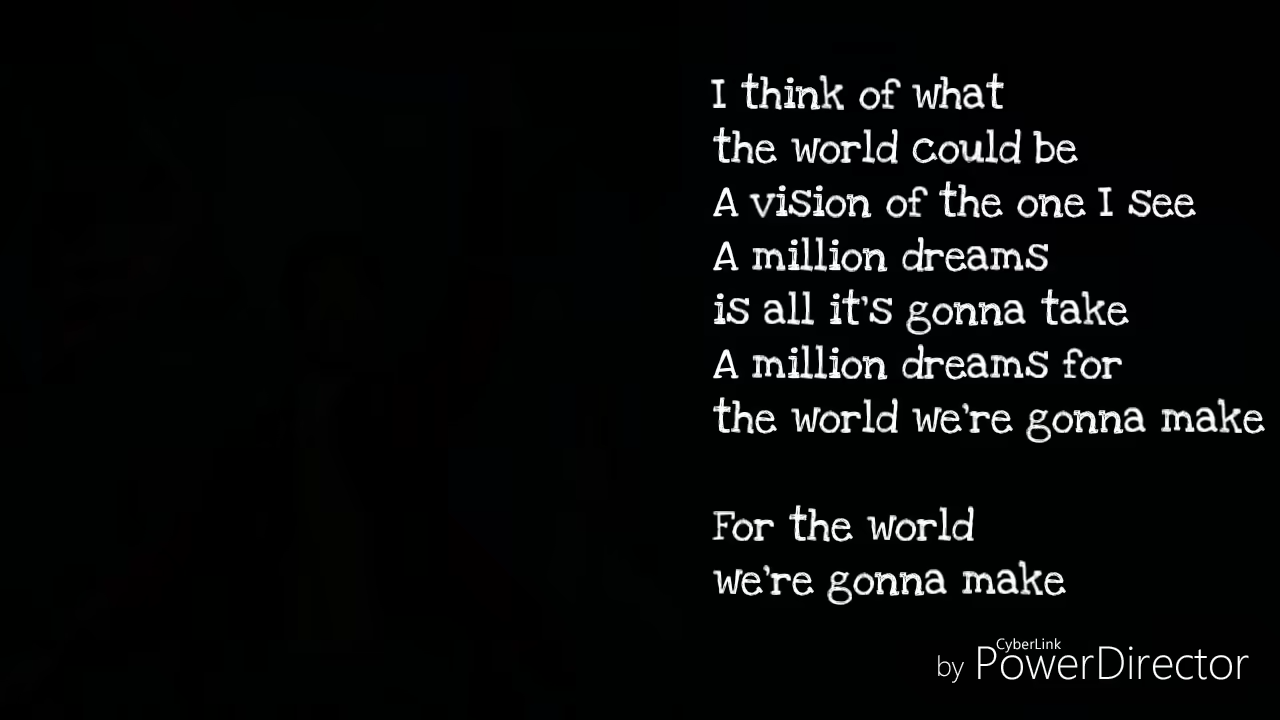 I think of what
the world could be
A vision of the one I see
A million dreams
is all it's gonna take
A million dreams for
the world we're gonna make
For the world
we're gonna make
by CyberLink PowerDirector